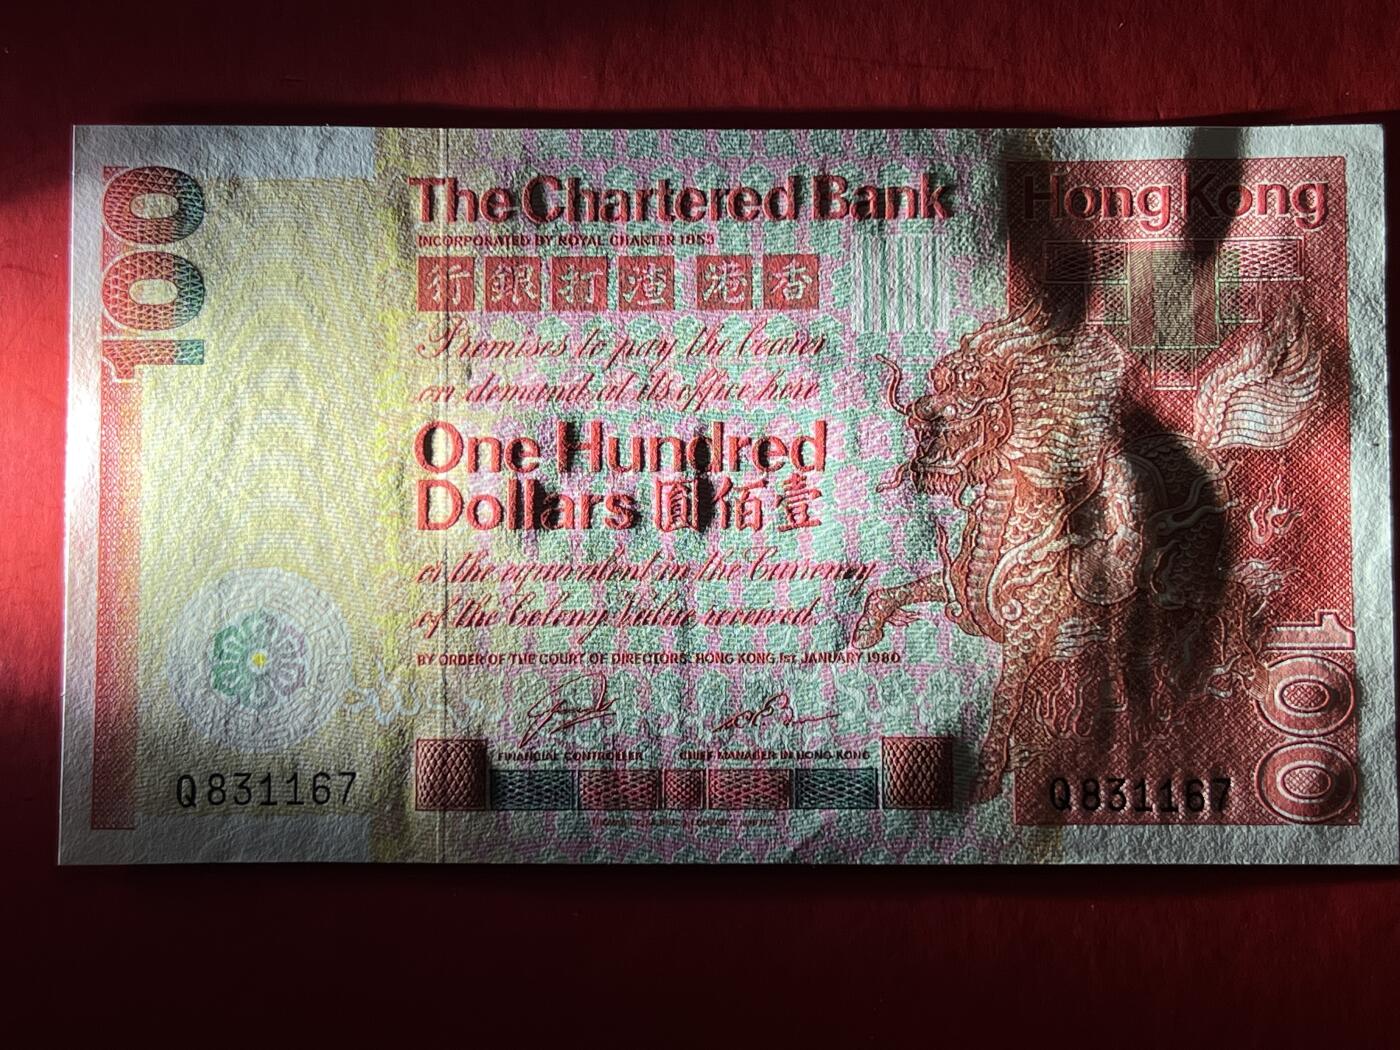 100
The Chartered Bank
INCORPORATED BY ROYAL CHARTER 1853
行銀打渣 港香
Promises to pay the bearer
on demand at its office here
One Hundred
Dollars 圓佰壹
or the equivalent in the Currency
of the Colony Value received
BY ORDER OF THE COURT OF DIRECTORS. HONG KONG, 1ST JANUARY 1980
FINANCIAL CONTROLLER
CHIEF MANAGER IN HONG KONG
Q831167
Hong Kong
100
Q831167